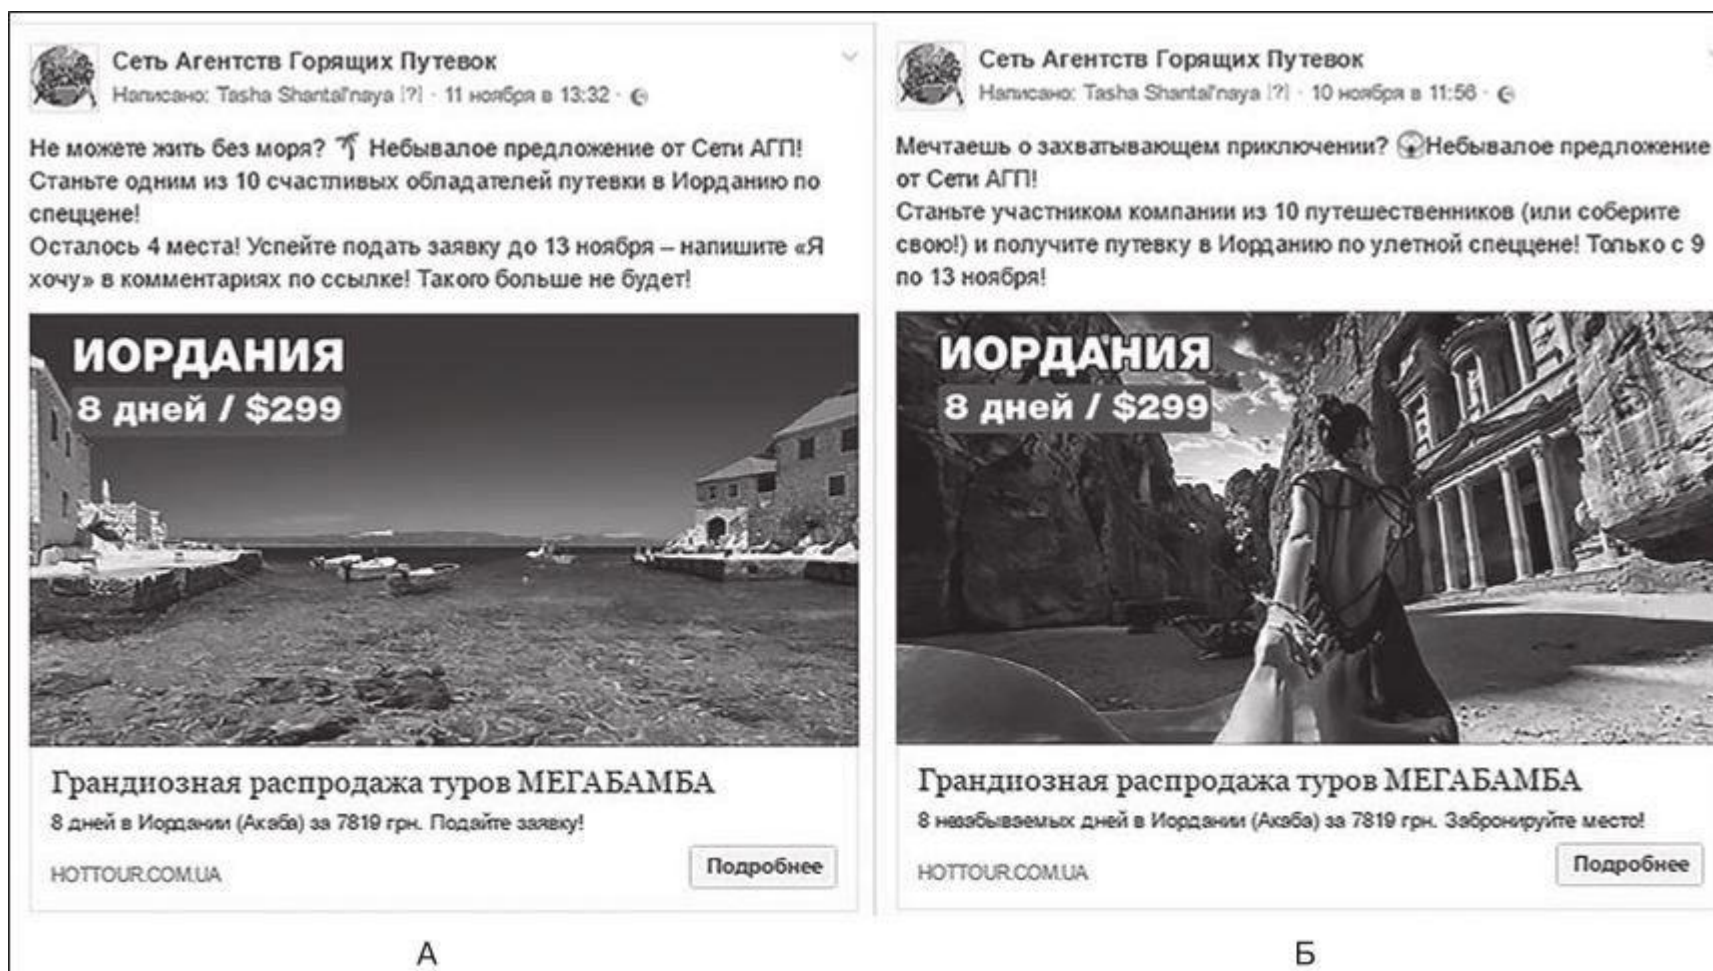 Сеть Агентств Горящих Путевок
Написано: Tasha Shantal'naya [?] · 11 ноября в 13:32 ·
Не можете жить без моря? Небывалое предложение от Сети АГП!
Станьте одним из 10 счастливых обладателей путевки в Иорданию по
спеццене!
Осталось 4 места! Успейте подать заявку до 13 ноября – напишите «Я
хочу» в комментариях по ссылке! Такого больше не будет!
ИОРДАНИЯ
8 дней / $299
Грандиозная распродажа туров МЕГАБАМБА
8 дней в Иордании (Акаба) за 7819 грн. Подайте заявку!
HOTTOUR.COM.UA
Подробнее
А
Сеть Агентств Горящих Путевок
Написано: Tasha Shantal'naya [?] · 10 ноября в 11:56 ·
Мечтаешь о захватывающем приключении? Небывалое предложение
от Сети АГП!
Станьте участником компании из 10 путешественников (или соберите
свою!) и получите путевку в Иорданию по улетной спеццене! Только с 9
по 13 ноября!
ИОРДАНИЯ
8 дней / $299
Грандиозная распродажа туров МЕГАБАМБА
8 незабываемых дней в Иордании (Акаба) за 7819 грн. Забронируйте место!
HOTTOUR.COM.UA
Подробнее
Б